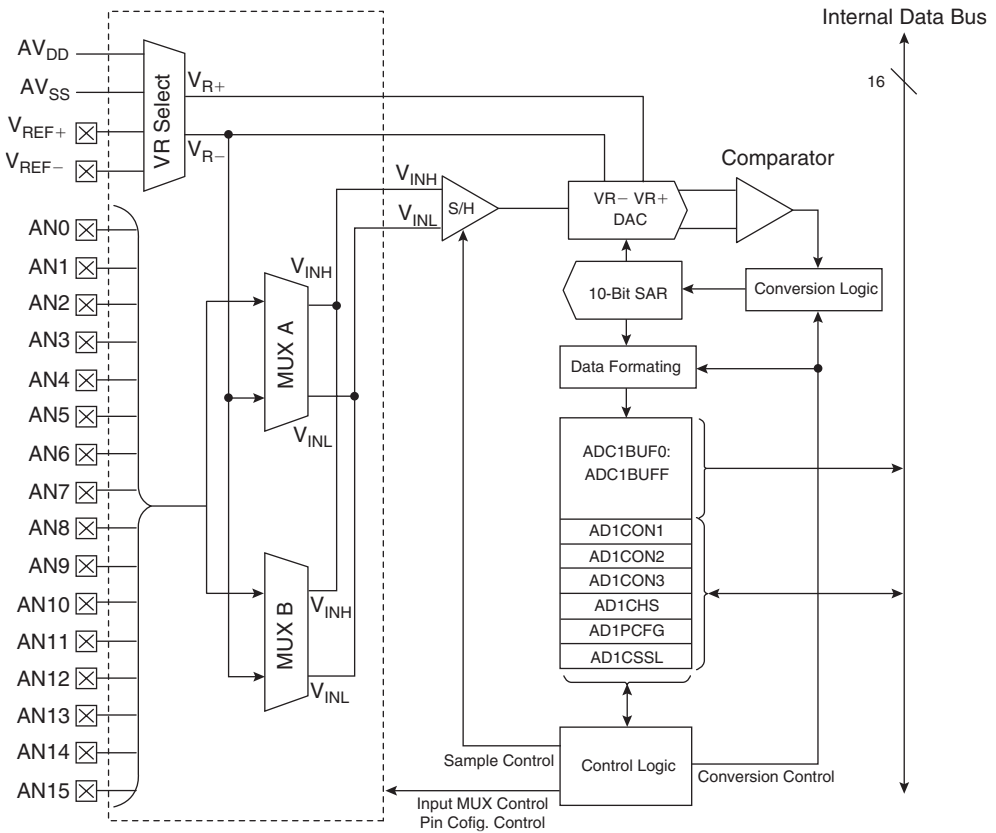 Internal Data Bus
16
AVDD
AVSS
VREF+
VREF−
VR Select
VR+
VR−
Comparator
VINH
VINL
S/H
VR− VR+
DAC
AN0
AN1
AN2
AN3
AN4
AN5
AN6
AN7
AN8
AN9
AN10
AN11
AN12
AN13
AN14
AN15
VINH
MUX A
VINL
10-Bit SAR
Conversion Logic
Data Formating
ADC1BUF0:
ADC1BUFF
AD1CON1
AD1CON2
AD1CON3
AD1CHS
AD1PCFG
AD1CSSL
MUX B
VINH
VINL
Sample Control
Control Logic
Conversion Control
Input MUX Control
Pin Cofig. Control